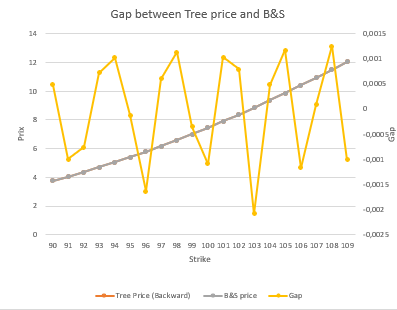 Gap between Tree price and B&S
14
12
10
8
6
4
2
0
0,0015
0,001
0,0005
0
-0,0005
-0,001
-0,0015
-0,002
-0,0025
Prix
Gap
90 91 92 93 94 95 96 97 98 99 100 101 102 103 104 105 106 107 108 109
Strike
Tree Price (Backward) B&S price Gap